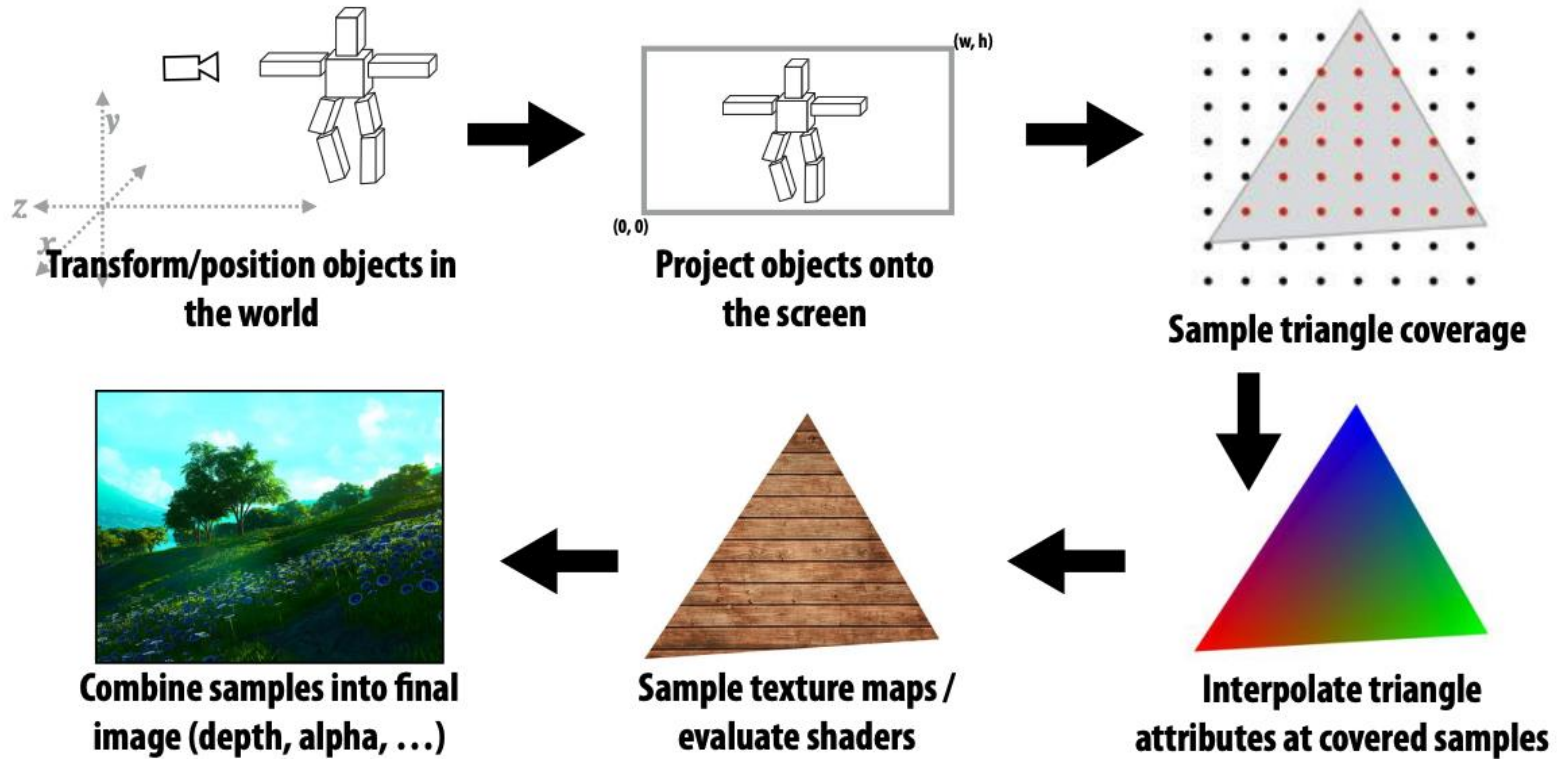 y
z
x
Transform/position objects in
the world
(w, h)
(0, 0)
Project objects onto
the screen
Sample triangle coverage
Interpolate triangle
attributes at covered samples
Sample texture maps /
evaluate shaders
Combine samples into final
image (depth, alpha, …)